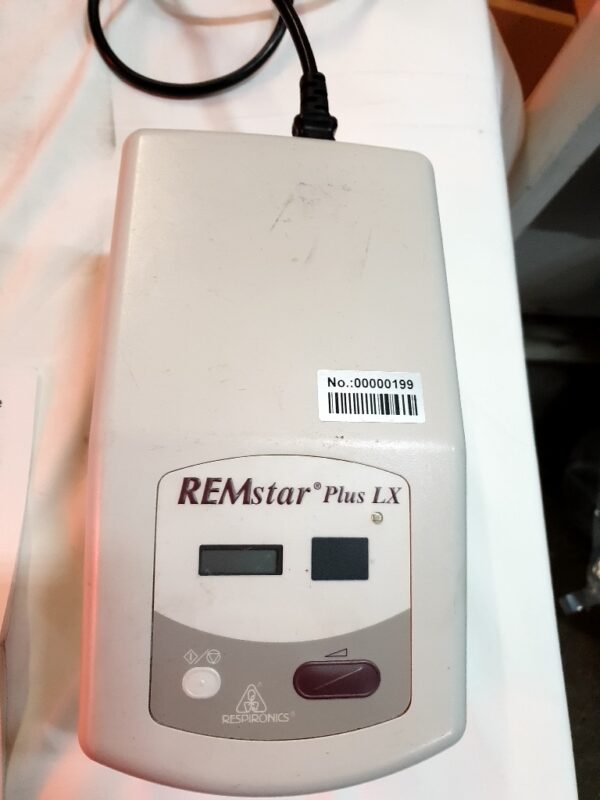 No.:00000199
REMstar® Plus LX
RESPIRONICS®